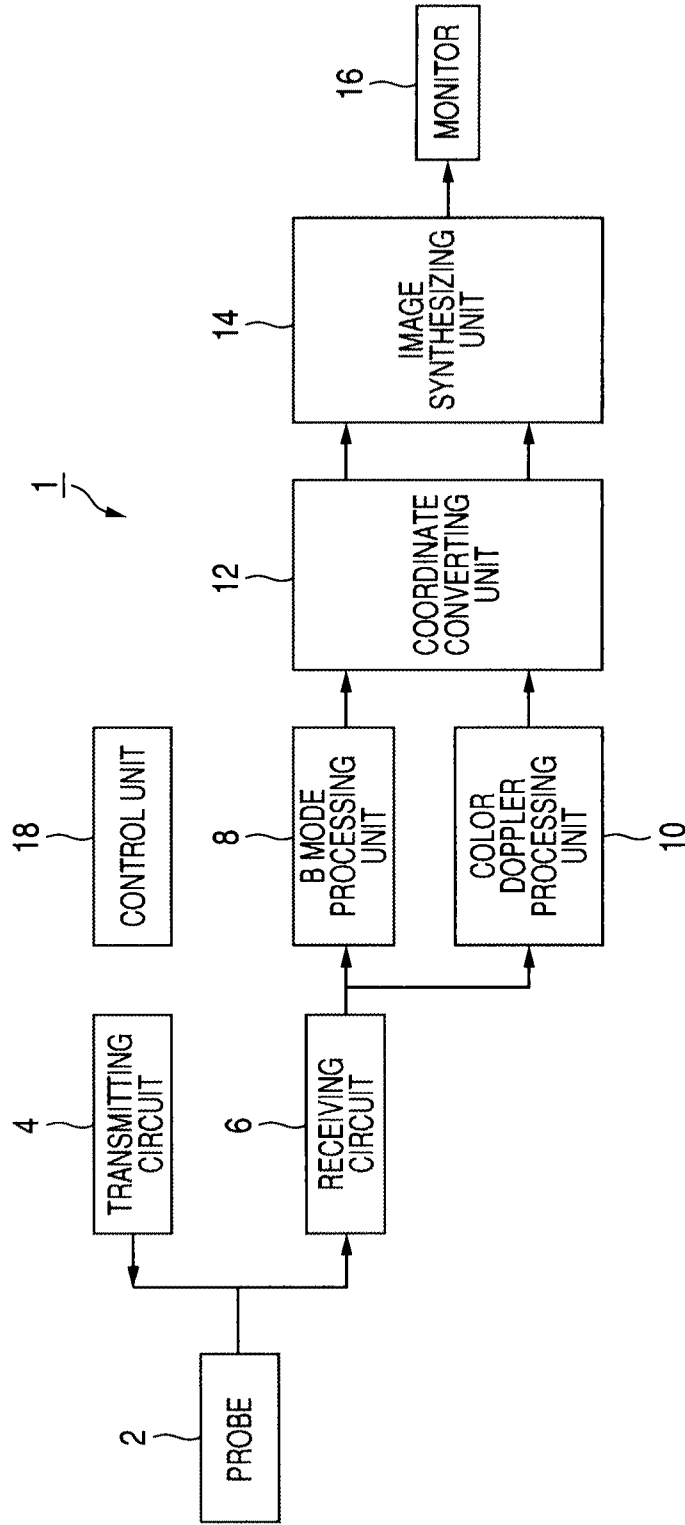 1
2
PROBE
4
TRANSMITTING
CIRCUIT
6
RECEIVING
CIRCUIT
18
CONTROL UNIT
8
B MODE
PROCESSING
UNIT
COLOR
DOPPLER
PROCESSING
UNIT
10
12
COORDINATE
CONVERTING
UNIT
14
IMAGE
SYNTHESIZING
UNIT
16
MONITOR